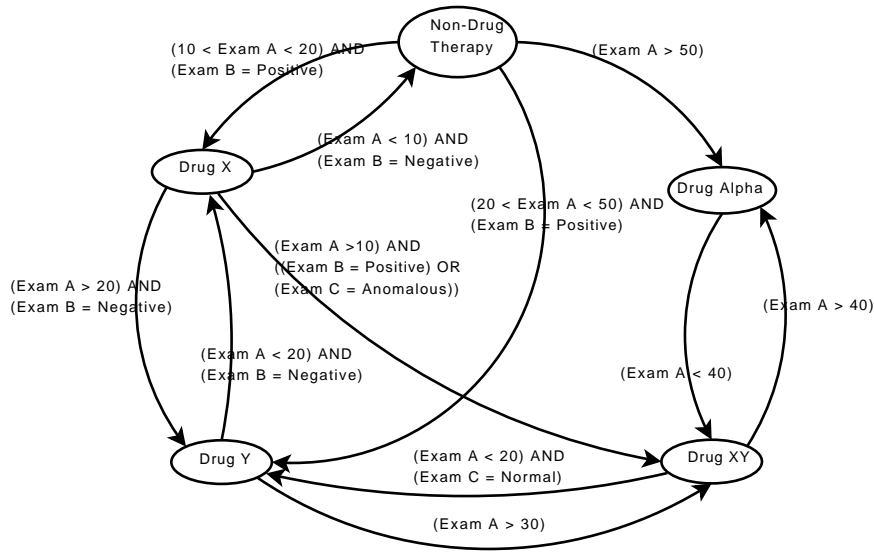 Non-Drug
Therapy
(10 < Exam A < 20) AND
(Exam B = Positive)
(Exam A > 50)
(Exam A < 10) AND
(Exam B = Negative)
Drug X
Drug Alpha
(20 < Exam A < 50) AND
(Exam B = Positive)
(Exam A >10) AND
((Exam B = Positive) OR
(Exam C = Anomalous))
(Exam A > 20) AND
(Exam B = Negative)
(Exam A > 40)
(Exam A < 20) AND
(Exam B = Negative)
(Exam A < 40)
Drug Y
(Exam A < 20) AND
(Exam C = Normal)
Drug XY
(Exam A > 30)